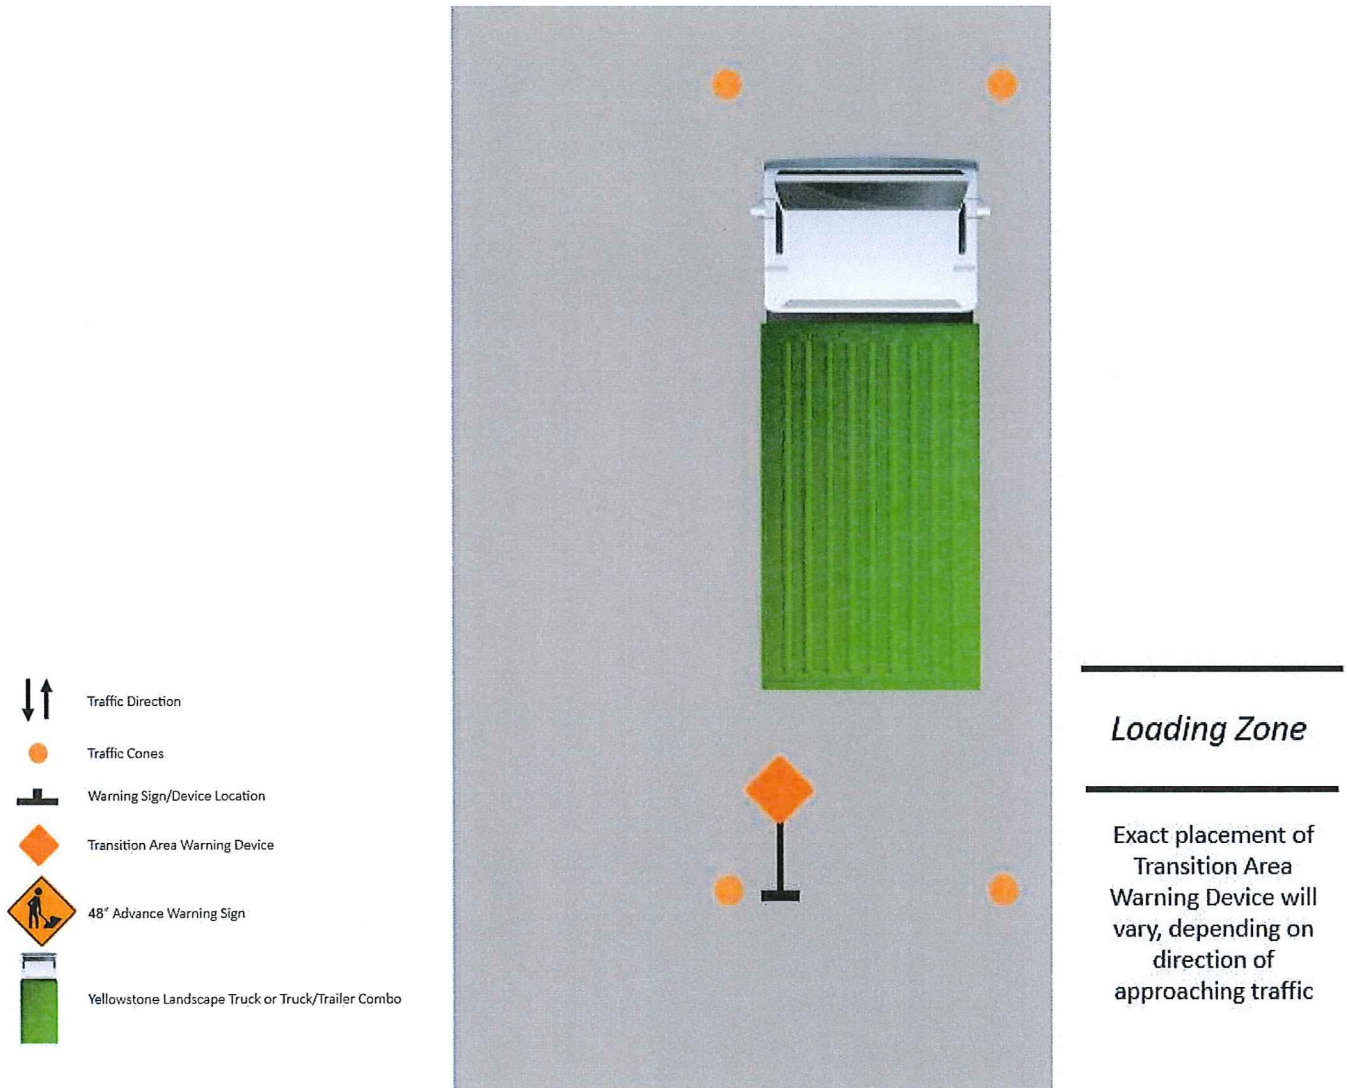 Traffic Direction
Traffic Cones
Warning Sign/Device Location
Transition Area Warning Device
48" Advance Warning Sign
Yellowstone Landscape Truck or Truck/Trailer Combo
Loading Zone
Exact placement of
Transition Area
Warning Device will
vary, depending on
direction of
approaching traffic